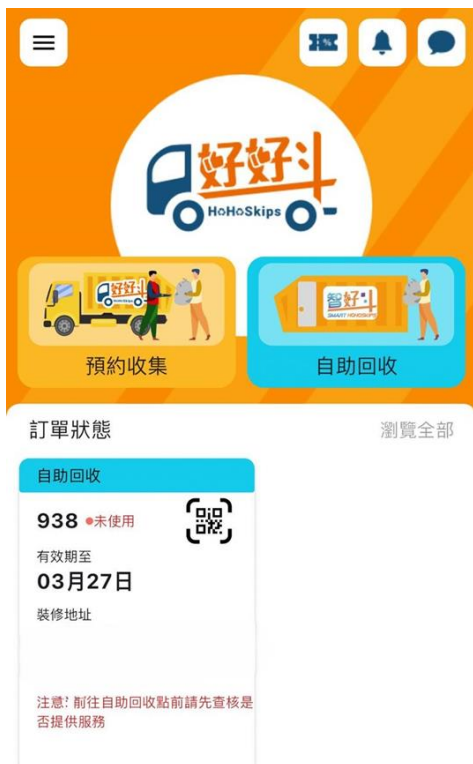 好好斗
HoHoSkips
好好斗
HoHoSkips
智好斗
SMART HOHOSKIPS
預約收集
自助回收
訂單狀態
瀏覽全部
自助回收
938 •未使用
有效期至
03月27日
裝修地址
注意? 前往自助回收點前請先查核是
否提供服務